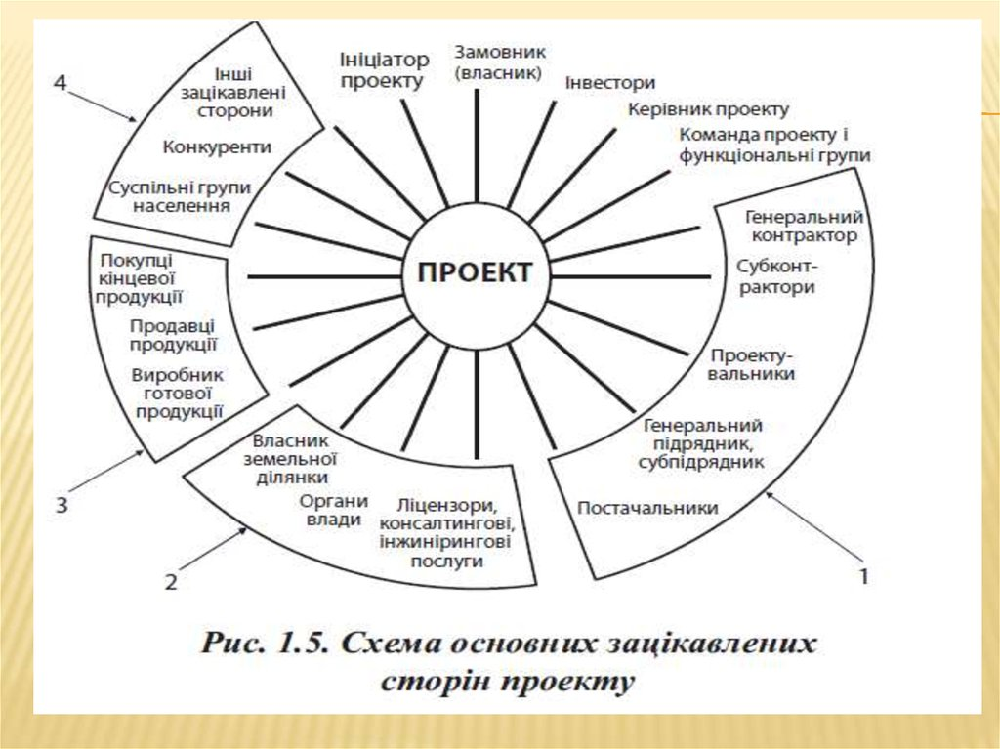 Ініціатор
проекту
Замовник
(власник)
Інвестори
Керівник проекту
Команда проекту і
функціональні групи
4
Інші
зацікавлені
сторони
Конкуренти
Суспільні групи
населення
ПРОЕКТ
Генеральний
контрактор
Субконт-
рактори
Проекту-
вальники
Генеральний
підрядник,
субпідрядник
Постачальники
1
Покупці
кінцевої
продукції
Продавці
продукції
Виробник
готової
продукції
3
Власник
земельної
ділянки
Органи
влади
Ліцензори,
консалтингові,
інжинірингові
послуги
2
Рис. 1.5. Схема основних зацікавлених
сторін проекту